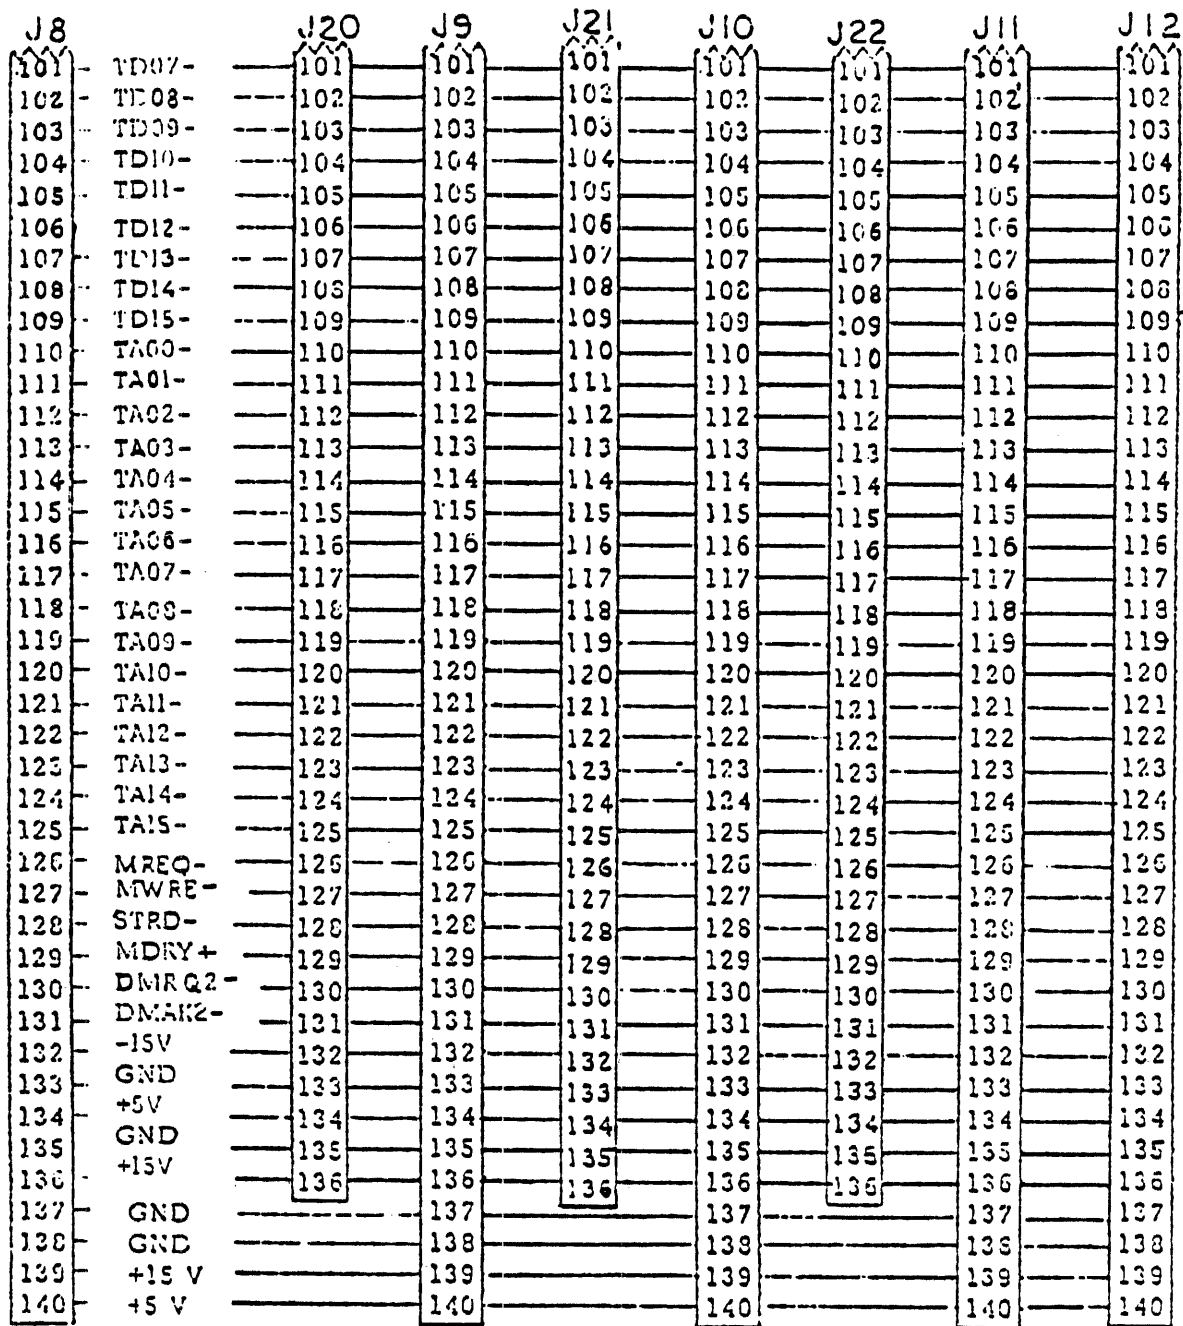 J8 J20 J9 J21 J10 J22 J11 J12
101 TD07- 101 101 101 101 101 101 101
102 TD08- 102 102 102 102 102 102 102
103 TD09- 103 103 103 103 103 103 103
104 TD10- 104 104 104 104 104 104 104
105 TD11- 105 105 105 105 105 105 105
106 TD12- 106 106 106 106 106 106 106
107 TD13- 107 107 107 107 107 107 107
108 TD14- 108 108 108 108 108 108 108
109 TD15- 109 109 109 109 109 109 109
110 TA00- 110 110 110 110 110 110 110
111 TA01- 111 111 111 111 111 111 111
112 TA02- 112 112 112 112 112 112 112
113 TA03- 113 113 113 113 113 113 113
114 TA04- 114 114 114 114 114 114 114
115 TA05- 115 115 115 115 115 115 115
116 TA06- 116 116 116 116 116 116 116
117 TA07- 117 117 117 117 117 117 117
118 TA08- 118 118 118 118 118 118 118
119 TA09- 119 119 119 119 119 119 119
120 TA10- 120 120 120 120 120 120 120
121 TA11- 121 121 121 121 121 121 121
122 TA12- 122 122 122 122 122 122 122
123 TA13- 123 123 123 123 123 123 123
124 TA14- 124 124 124 124 124 124 124
125 TA15- 125 125 125 125 125 125 125
126 MREQ- 126 126 126 126 126 126 126
127 MWRE- 127 127 127 127 127 127 127
128 STRD- 128 128 128 128 128 128 128
129 MDRY+ 129 129 129 129 129 129 129
130 DMRQ2- 130 130 130 130 130 130 130
131 DMAK2- 131 131 131 131 131 131 131
132 -15V 132 132 132 132 132 132 132
133 GND 133 133 133 133 133 133 133
134 +5V 134 134 134 134 134 134 134
135 GND 135 135 135 135 135 135 135
136 +15V 136 136 136 136 136 136 136
137 GND 137 137 137 137
138 GND 138 138 138 138
139 +15 V 139 139 139 139
140 +5 V 140 140 140 140